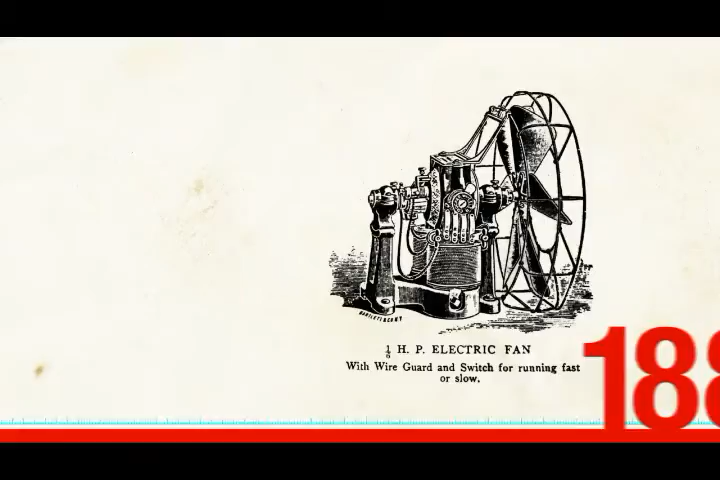 1/6 H. P. ELECTRIC FAN
With Wire Guard and Switch for running fast
or slow.
188